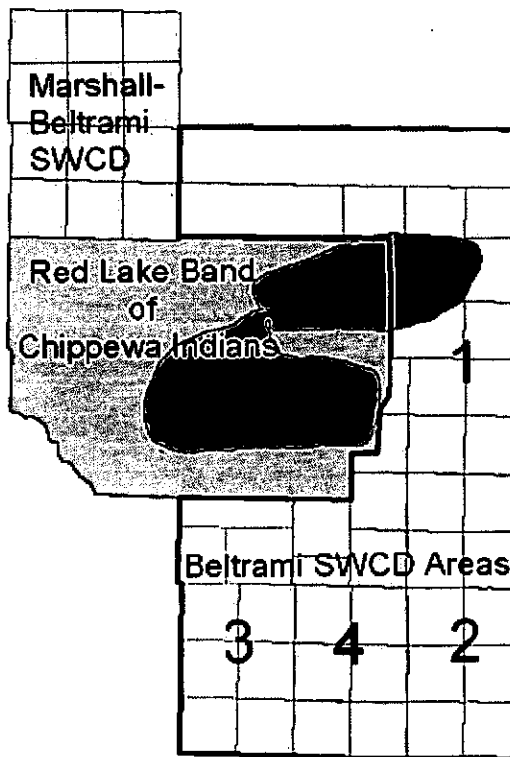 Marshall-
Beltrami
SWCD
Red Lake Band
of
Chippewa Indians
1
Beltrami SWCD Areas
3 4 2